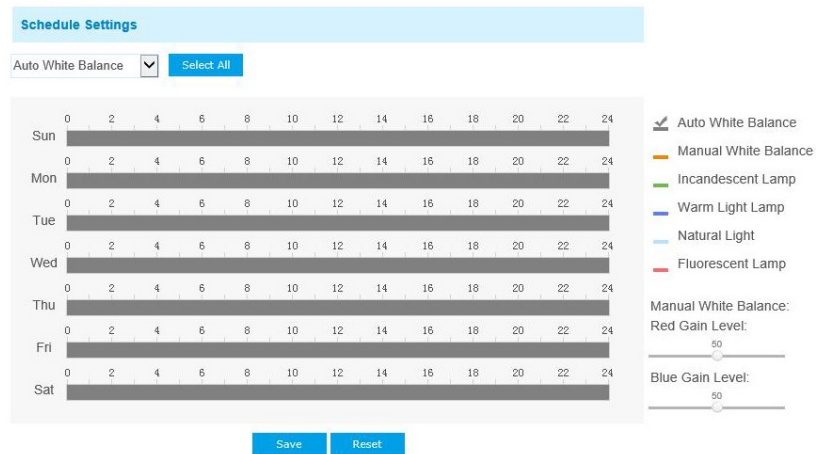 Schedule Settings
Auto White Balance
Select All
0 2 4 6 8 10 12 14 16 18 20 22 24
Sun
0 2 4 6 8 10 12 14 16 18 20 22 24
Mon
0 2 4 6 8 10 12 14 16 18 20 22 24
Tue
0 2 4 6 8 10 12 14 16 18 20 22 24
Wed
0 2 4 6 8 10 12 14 16 18 20 22 24
Thu
0 2 4 6 8 10 12 14 16 18 20 22 24
Fri
0 2 4 6 8 10 12 14 16 18 20 22 24
Sat
Auto White Balance
Manual White Balance
Incandescent Lamp
Warm Light Lamp
Natural Light
Fluorescent Lamp
Manual White Balance:
Red Gain Level:
50
Blue Gain Level:
50
Save
Reset